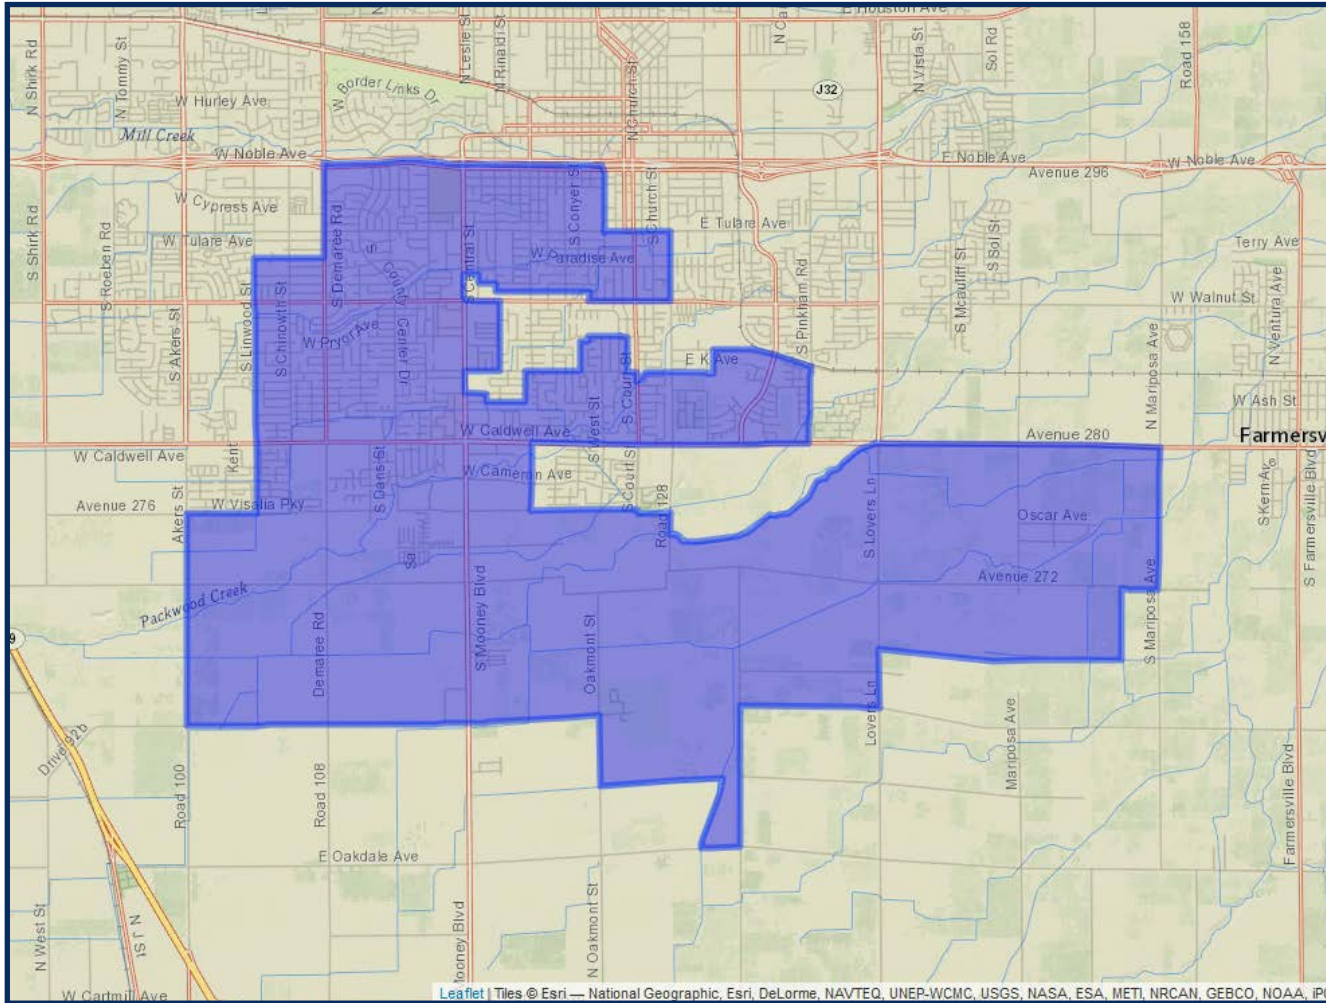 E Houston Ave
N Shirk Rd
N Tommy St
N Leslie St
N Rinaldi St
N Church St
N Vista St
Sol Rd
Road 158
W Border Links Dr
J32
W Hurley Ave
Mill Creek
W Noble Ave
E Noble Ave
W Noble Ave
Avenue 296
W Cypress Ave
S Conyer St
S Church St
E Tulare Ave
S Shirk Rd
S Roeben Rd
W Tulare Ave
S Demaree Rd
S County Center Dr
S Central St
W Paradise Ave
S Mcauliff St
S Sol St
Terry Ave
S Linwood St
S Chinowth St
S Pinkham Rd
W Walnut St
S Akers St
W Pryor Ave
E K Ave
N Mariposa Ave
N Ventura Ave
S West St
S Court St
W Ash St
W Caldwell Ave
Avenue 280
Farmersv
W Caldwell Ave
Kent
S Dans St
W Cameron Ave
S Court S
Avenue 276
Akers St
W Visalia Pky
Road 128
S Lovers Ln
Oscar Ave
S Kern Av
S Farmersville Blvd
Sa
Avenue 272
Packwood Creek
S Mooney Blvd
S Mariposa Ave
9
Demaree Rd
Oakmont St
Lovers Ln
Mariposa Ave
Drive 92b
Road 100
Road 108
Farmersville Blvd
E Oakdale Ave
N West St
N J St
Mooney Blvd
N Oakmont St
W Cartmill Ave
Leaflet | Tiles © Esri — National Geographic, Esri, DeLorme, NAVTEQ, UNEP-WCMC, USGS, NASA, ESA, METI, NRCAN, GEBCO, NOAA, iP